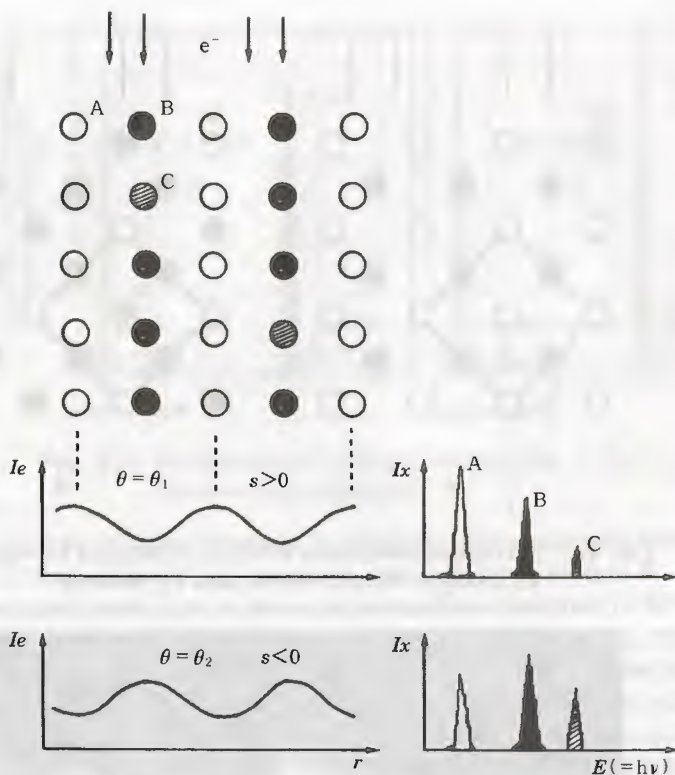 e⁻
A B
C
Ie θ = θ₁ s>0 Ix A B C
Ie θ = θ₂ s<0 Ix
r E(=hν)